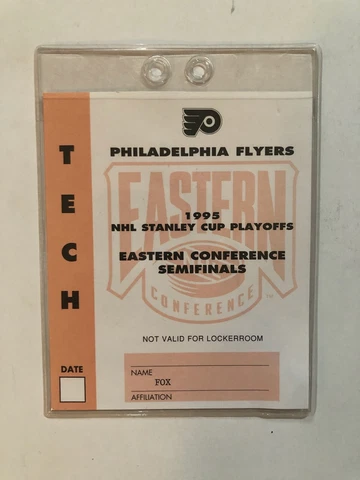 TECH
DATE
PHILADELPHIA FLYERS
EASTERN
1995
NHL STANLEY CUP PLAYOFFS
EASTERN CONFERENCE
SEMIFINALS
CONFERENCE™
NOT VALID FOR LOCKERROOM
NAME
FOX
AFFILIATION